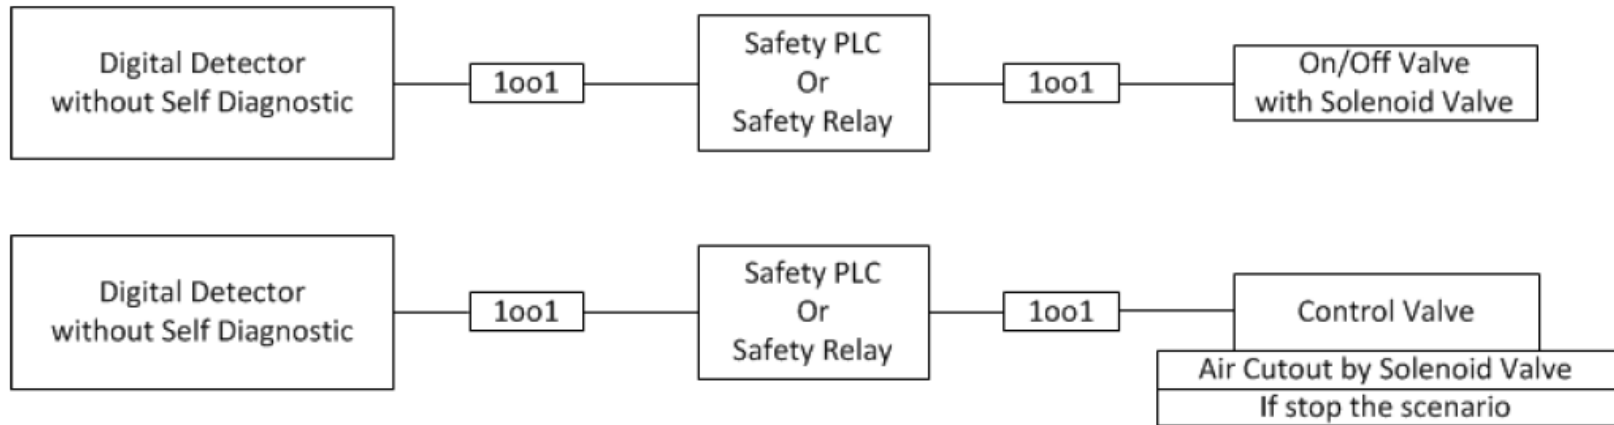 Digital Detector
without Self Diagnostic
1oo1
Safety PLC
Or
Safety Relay
1oo1
On/Off Valve
with Solenoid Valve
Digital Detector
without Self Diagnostic
1oo1
Safety PLC
Or
Safety Relay
1oo1
Control Valve
Air Cutout by Solenoid Valve
If stop the scenario